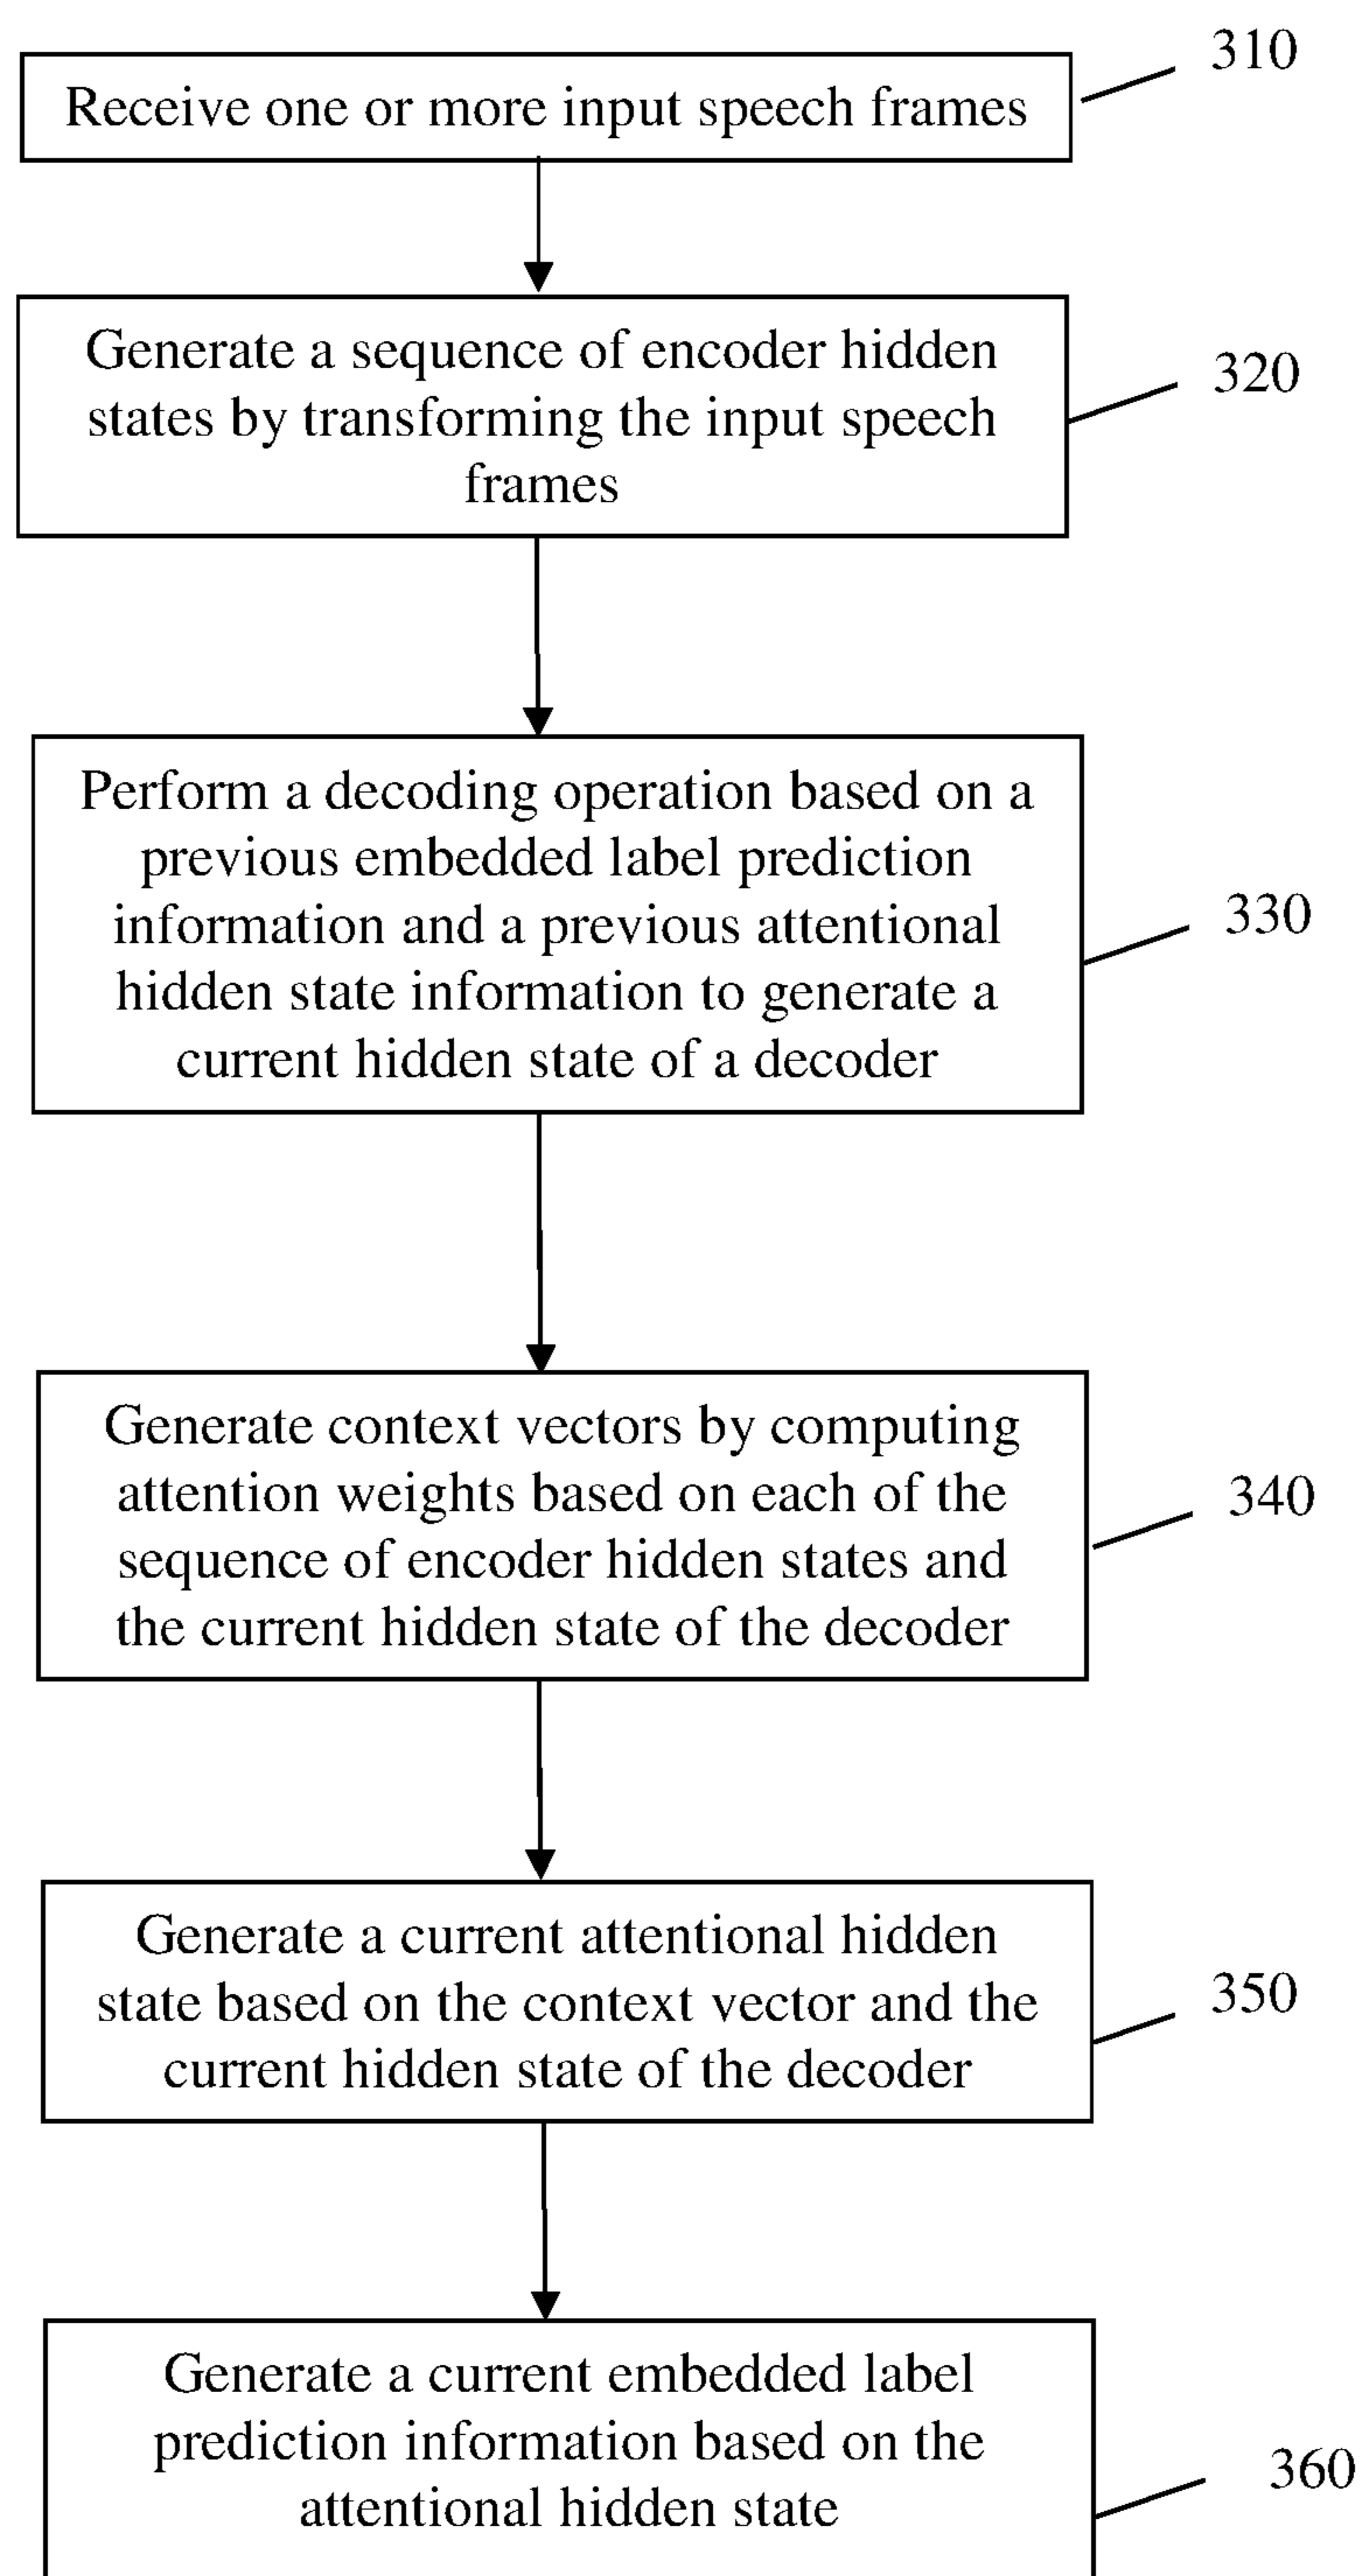 310
Receive one or more input speech frames
Generate a sequence of encoder hidden
states by transforming the input speech
frames
320
Perform a decoding operation based on a
previous embedded label prediction
information and a previous attentional
hidden state information to generate a
current hidden state of a decoder
330
Generate context vectors by computing
attention weights based on each of the
sequence of encoder hidden states and
the current hidden state of the decoder
340
Generate a current attentional hidden
state based on the context vector and the
current hidden state of the decoder
350
Generate a current embedded label
prediction information based on the
attentional hidden state
360